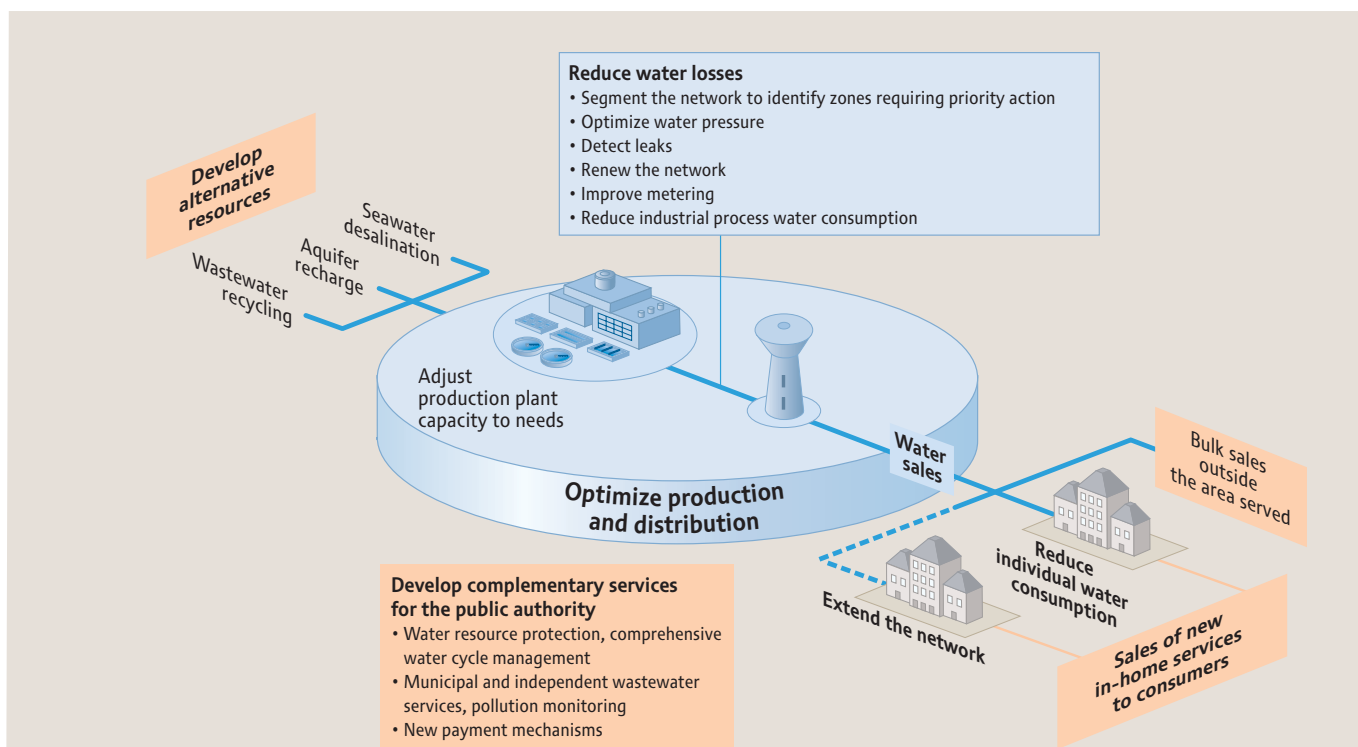 Reduce water losses
• Segment the network to identify zones requiring priority action
• Optimize water pressure
• Detect leaks
• Renew the network
• Improve metering
• Reduce industrial process water consumption
Develop
alternative
resources
Seawater
desalination
Aquifer
recharge
Wastewater
recycling
Adjust
production plant
capacity to needs
Water
sales
Optimize production
and distribution
Bulk sales
outside
the area served
Reduce
individual water
consumption
Extend the network
Sales of new
in-home services
to consumers
Develop complementary services
for the public authority
• Water resource protection, comprehensive
water cycle management
• Municipal and independent wastewater
services, pollution monitoring
• New payment mechanisms